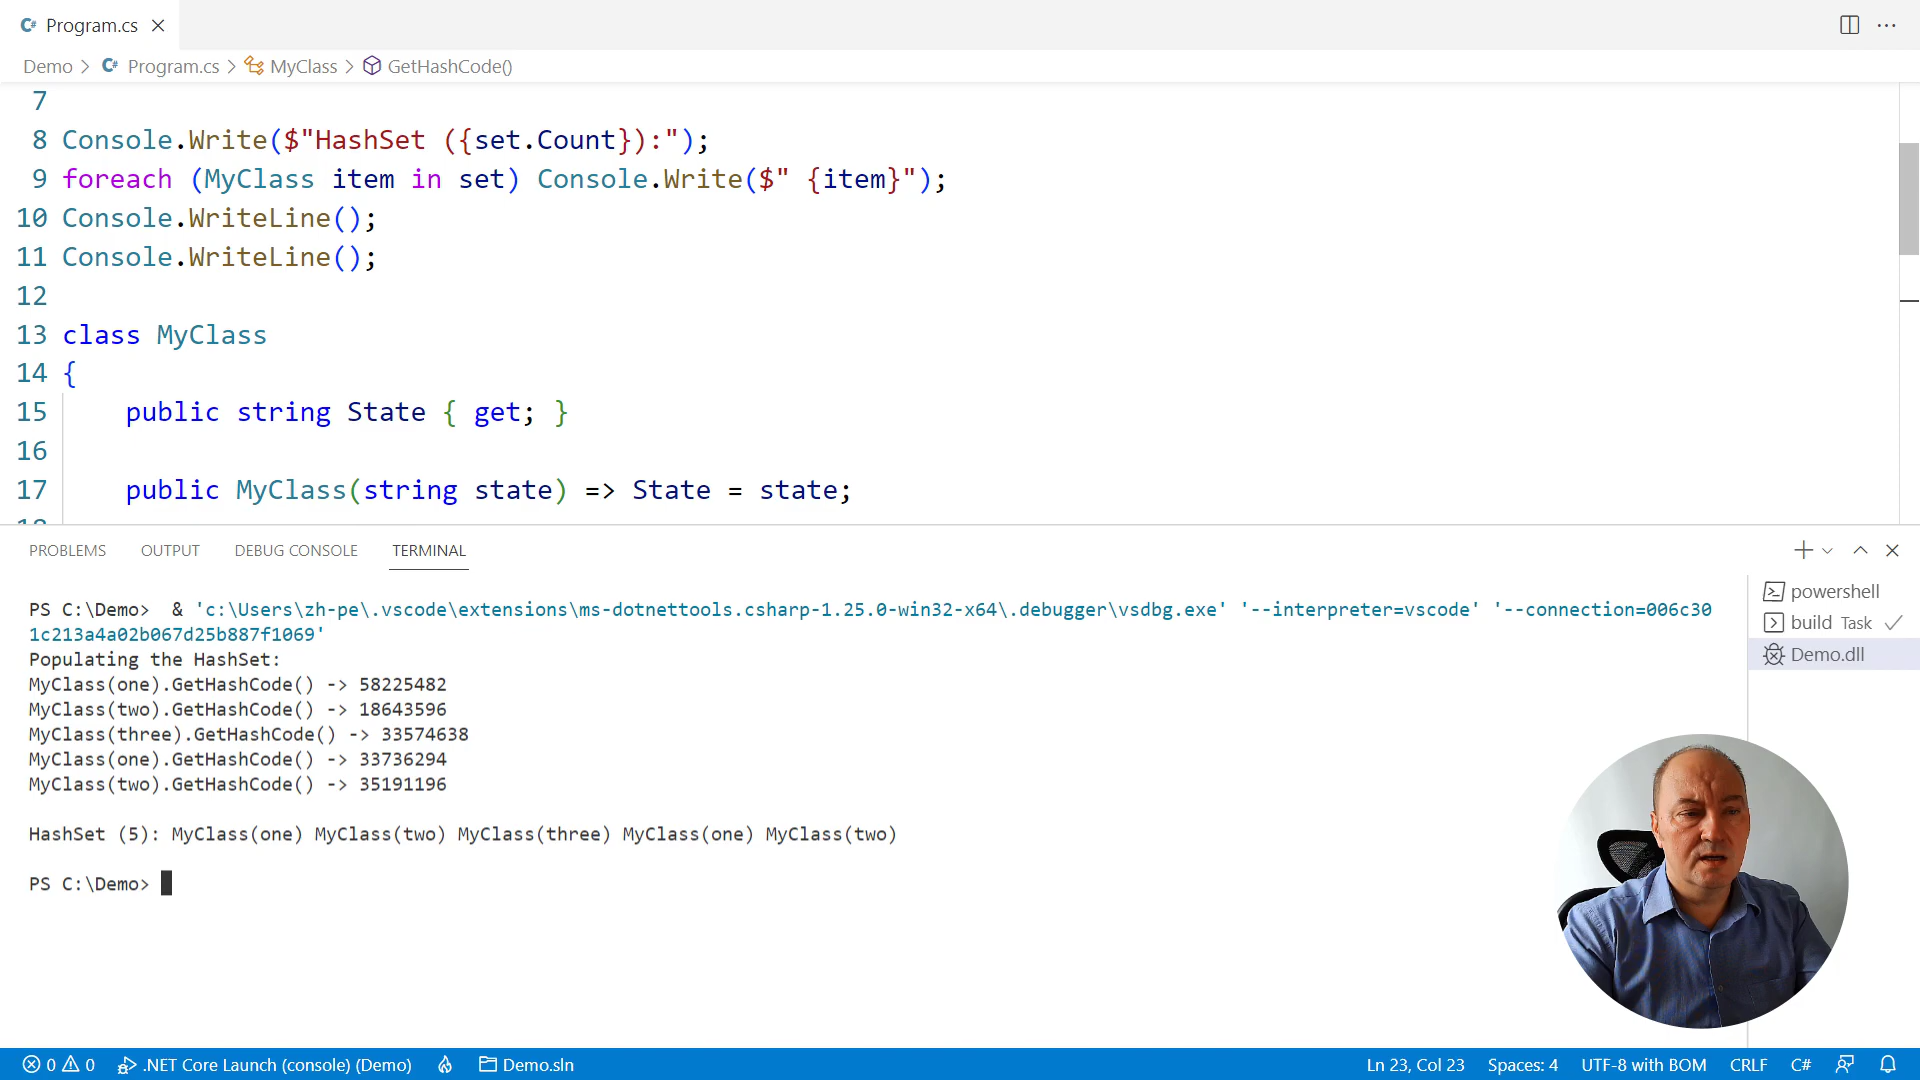 C# Program.cs
Demo > C# Program.cs > MyClass > GetHashCode()
7
8 Console.Write($"HashSet ({set.Count}):");
9 foreach (MyClass item in set) Console.Write($" {item}");
10 Console.WriteLine();
11 Console.WriteLine();
12
13 class MyClass
14 {
15 public string State { get; }
16
17 public MyClass(string state) => State = state;
PROBLEMS OUTPUT DEBUG CONSOLE TERMINAL
PS C:\Demo> & 'c:\Users\zh-pe\.vscode\extensions\ms-dotnettools.csharp-1.25.0-win32-x64\.debugger\vsdbg.exe' '--interpreter=vscode' '--connection=006c30
1c213a4a02b067d25b887f1069'
Populating the HashSet:
MyClass(one).GetHashCode() -> 58225482
MyClass(two).GetHashCode() -> 18643596
MyClass(three).GetHashCode() -> 33574638
MyClass(one).GetHashCode() -> 33736294
MyClass(two).GetHashCode() -> 35191196
HashSet (5): MyClass(one) MyClass(two) MyClass(three) MyClass(one) MyClass(two)
PS C:\Demo>
powershell
build Task
Demo.dll
0 0 .NET Core Launch (console) (Demo) Demo.sln Ln 23, Col 23 Spaces: 4 UTF-8 with BOM CRLF C#